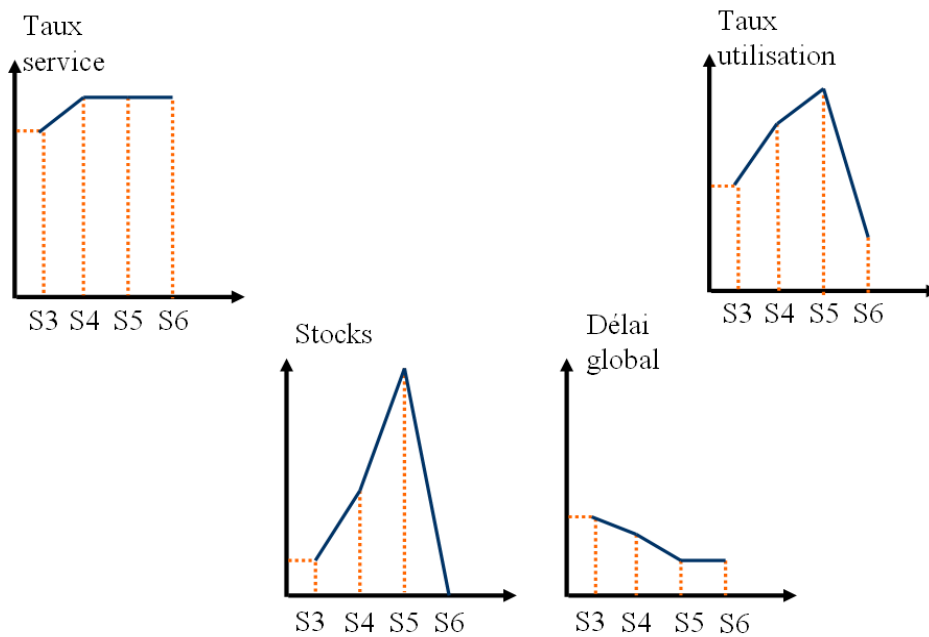 Taux
service
S3 S4 S5 S6
Taux
utilisation
S3 S4 S5 S6
Stocks
S3 S4 S5 S6
Délai
global
S3 S4 S5 S6